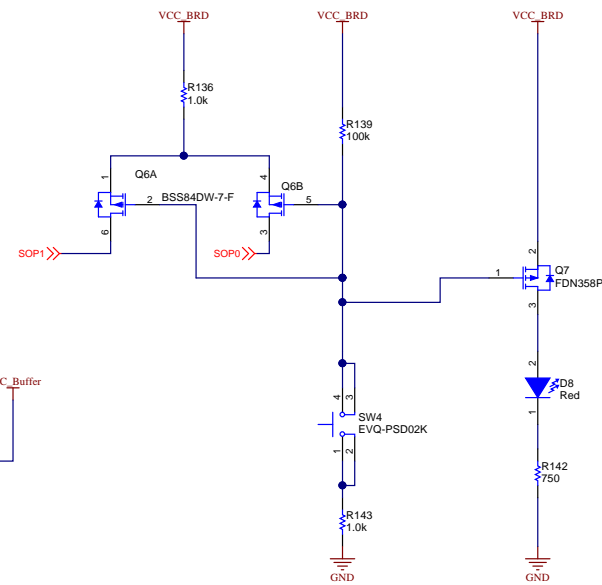 VCC_BRD
VCC_BRD
VCC_BRD
R136
1.0k
R139
100k
1
Q6A
4
Q6B
2
BSS84DW-7-F
5
6
3
SOP1
SOP0
2
1
Q7
FDN358P
3
C_Buffer
2
D8
Red
1
4
3
SW4
EVQ-PSD02K
1
2
R142
750
R143
1.0k
GND
GND